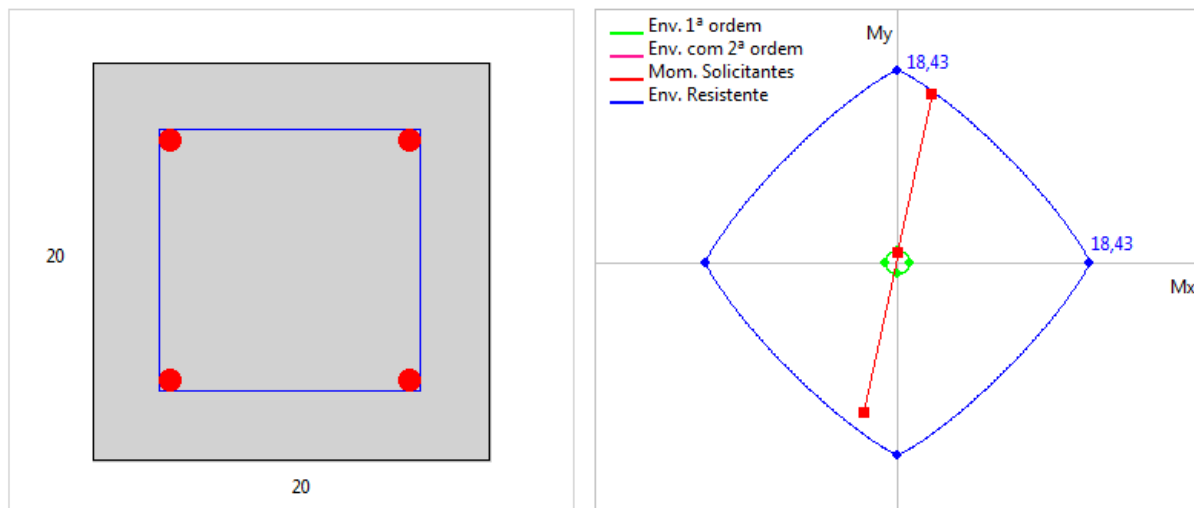 20
20
Env. 1ª ordem
Env. com 2ª ordem
Mom. Solicitantes
Env. Resistente
My
18,43
18,43
Mx